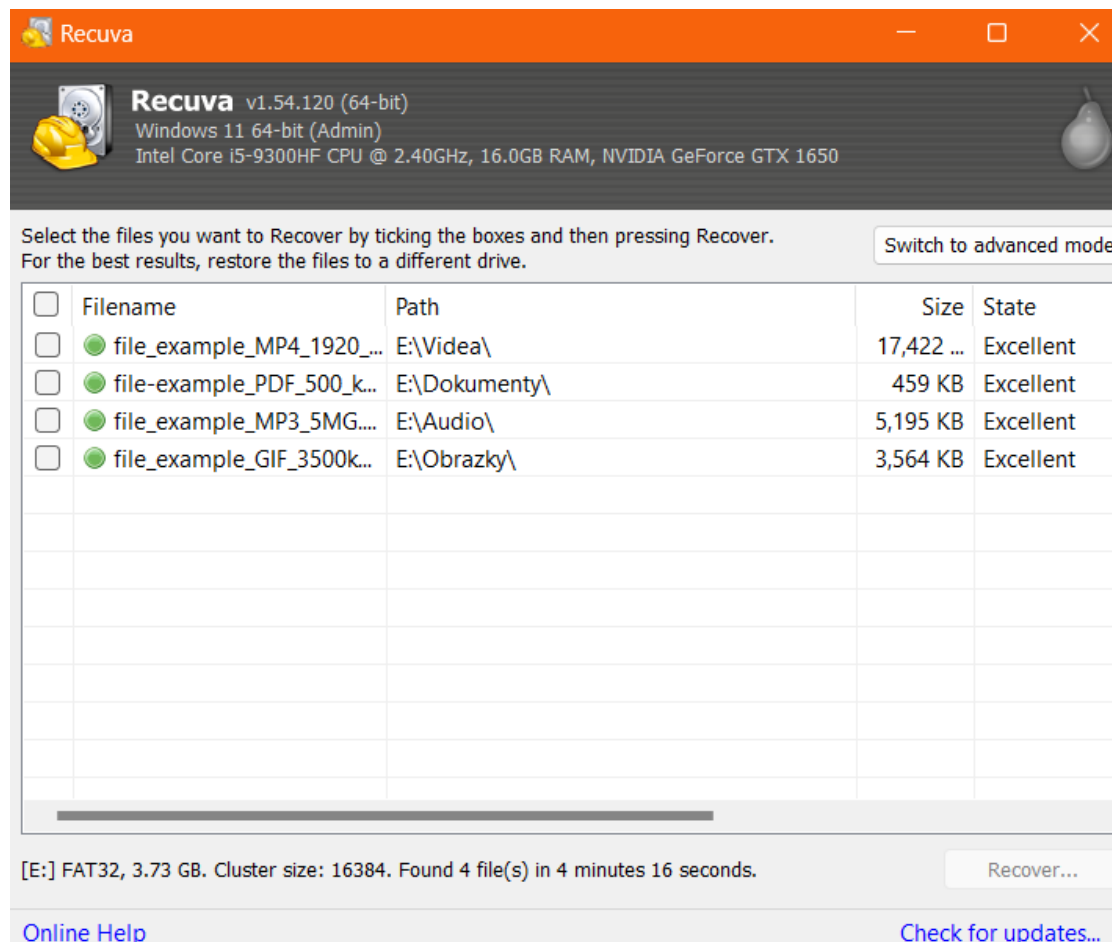 Recuva
Recuva v1.54.120 (64-bit)
Windows 11 64-bit (Admin)
Intel Core i5-9300HF CPU @ 2.40GHz, 16.0GB RAM, NVIDIA GeForce GTX 1650
Select the files you want to Recover by ticking the boxes and then pressing Recover.
For the best results, restore the files to a different drive.
Switch to advanced mode
Filename Path Size State
file_example_MP4_1920_... E:\Videa\ 17,422 ... Excellent
file-example_PDF_500_k... E:\Dokumenty\ 459 KB Excellent
file_example_MP3_5MG.... E:\Audio\ 5,195 KB Excellent
file_example_GIF_3500k... E:\Obrazky\ 3,564 KB Excellent
[E:] FAT32, 3.73 GB. Cluster size: 16384. Found 4 file(s) in 4 minutes 16 seconds.
Recover...
Online Help Check for updates...